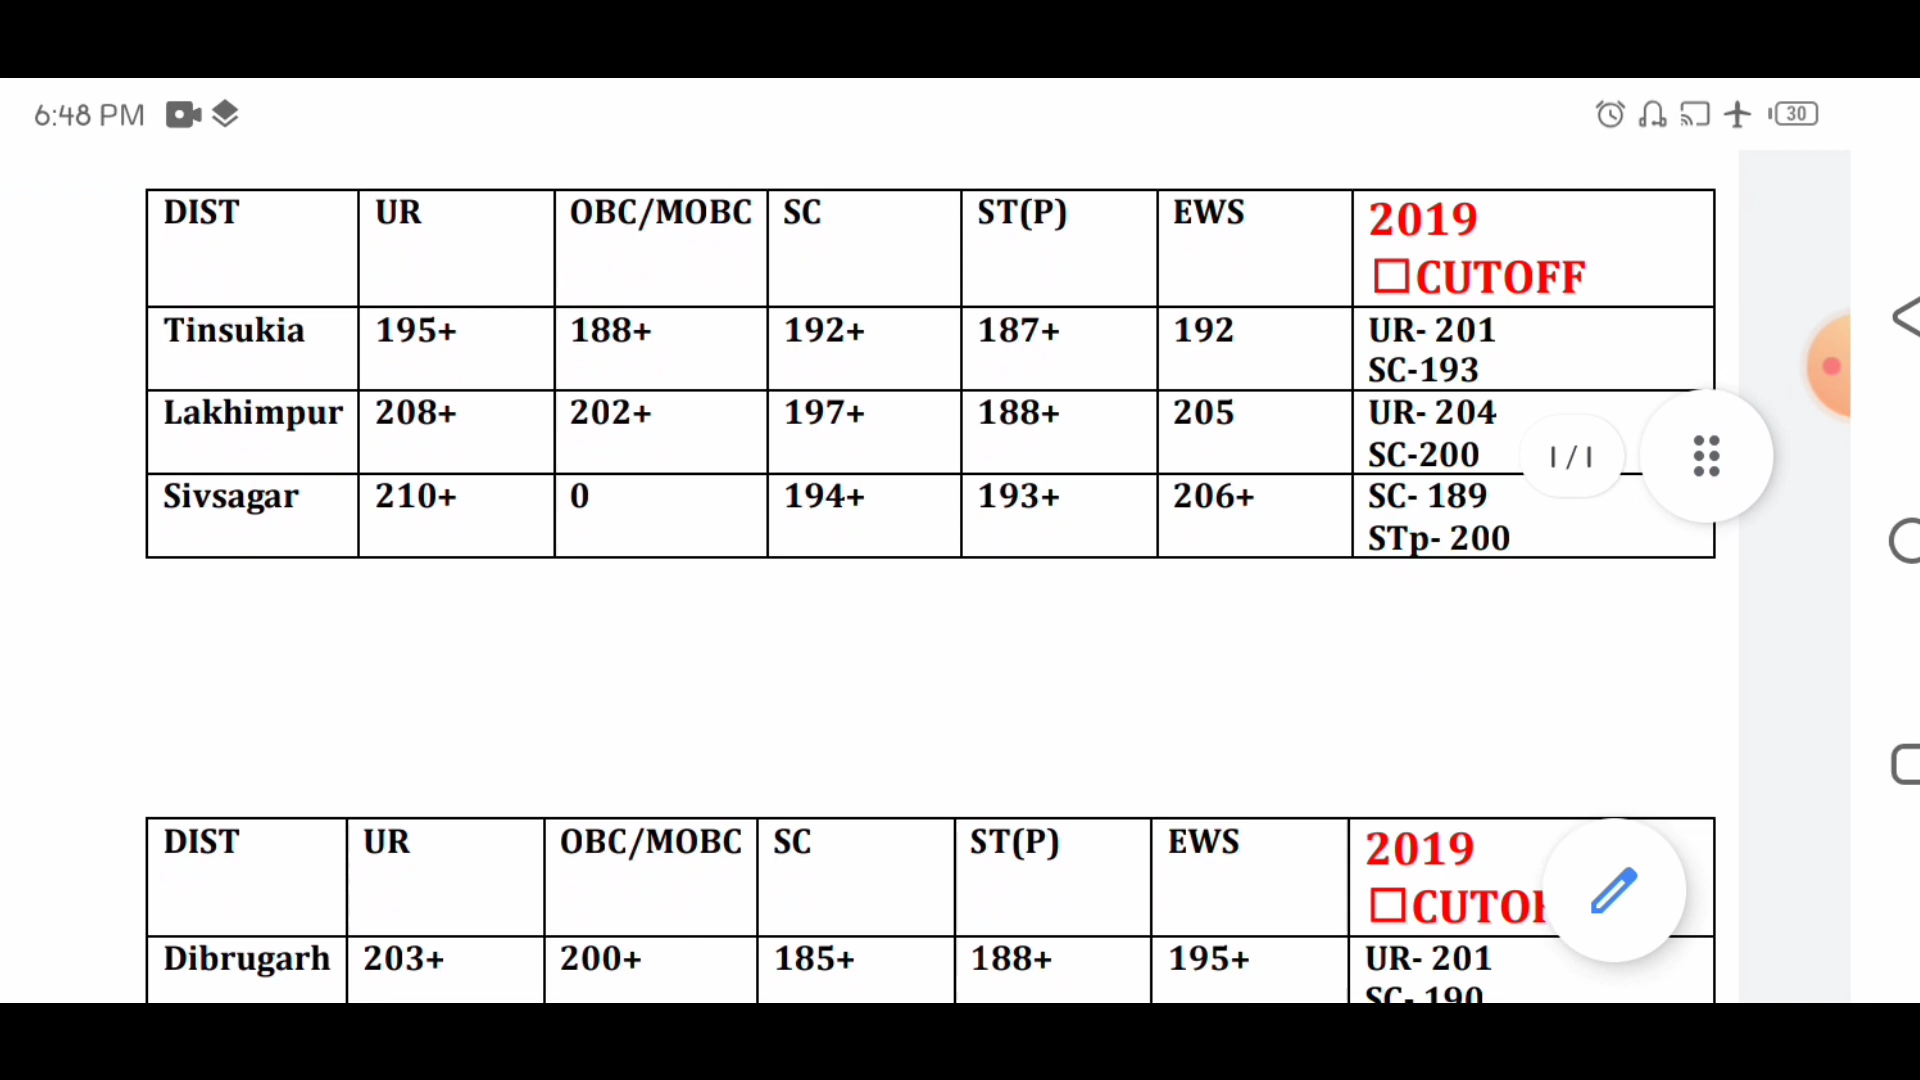 6:48 PM
30
DIST UR OBC/MOBC SC ST(P) EWS 2019
☐CUTOFF
Tinsukia 195+ 188+ 192+ 187+ 192 UR- 201
SC-193
Lakhimpur 208+ 202+ 197+ 188+ 205 UR- 204
SC-200
1/1
Sivsagar 210+ 0 194+ 193+ 206+ SC- 189
STp- 200
DIST UR OBC/MOBC SC ST(P) EWS 2019
Dibrugarh 203+ 200+ 185+ 188+ 195+ UR- 201
SC- 190